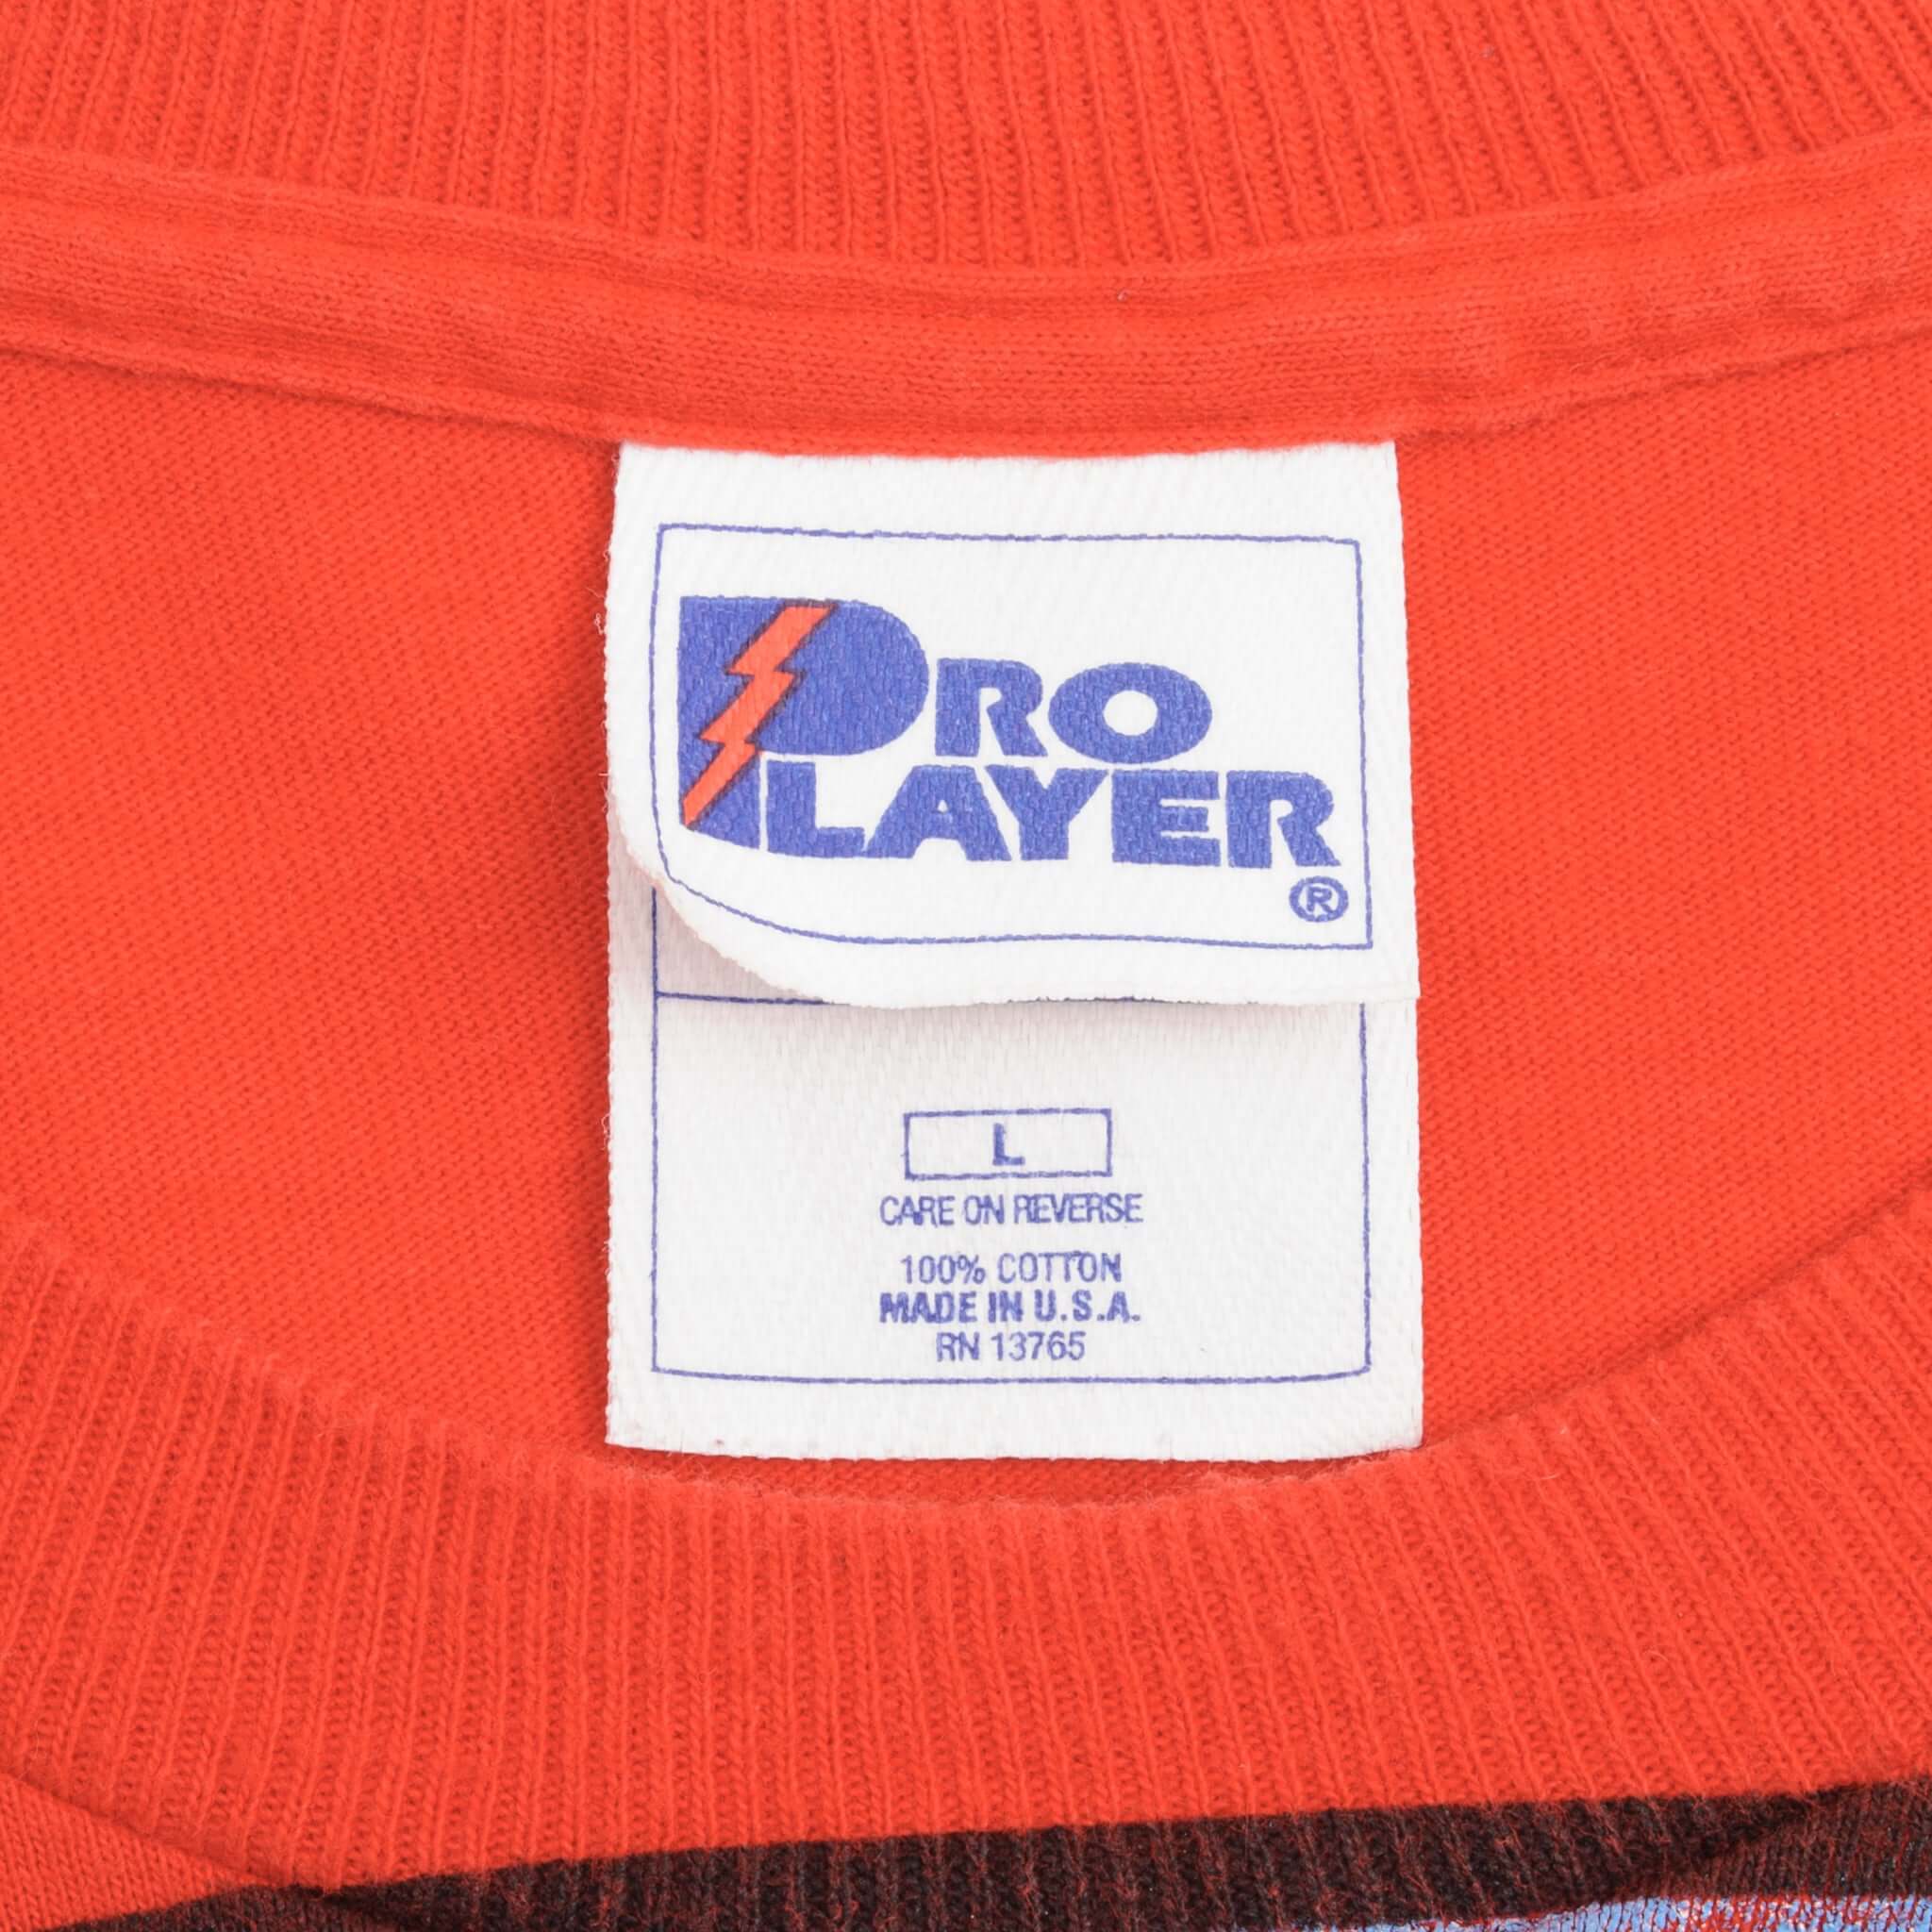 PRO
PLAYER
®
L
CARE ON REVERSE
100% COTTON
MADE IN U.S.A.
RN 13765